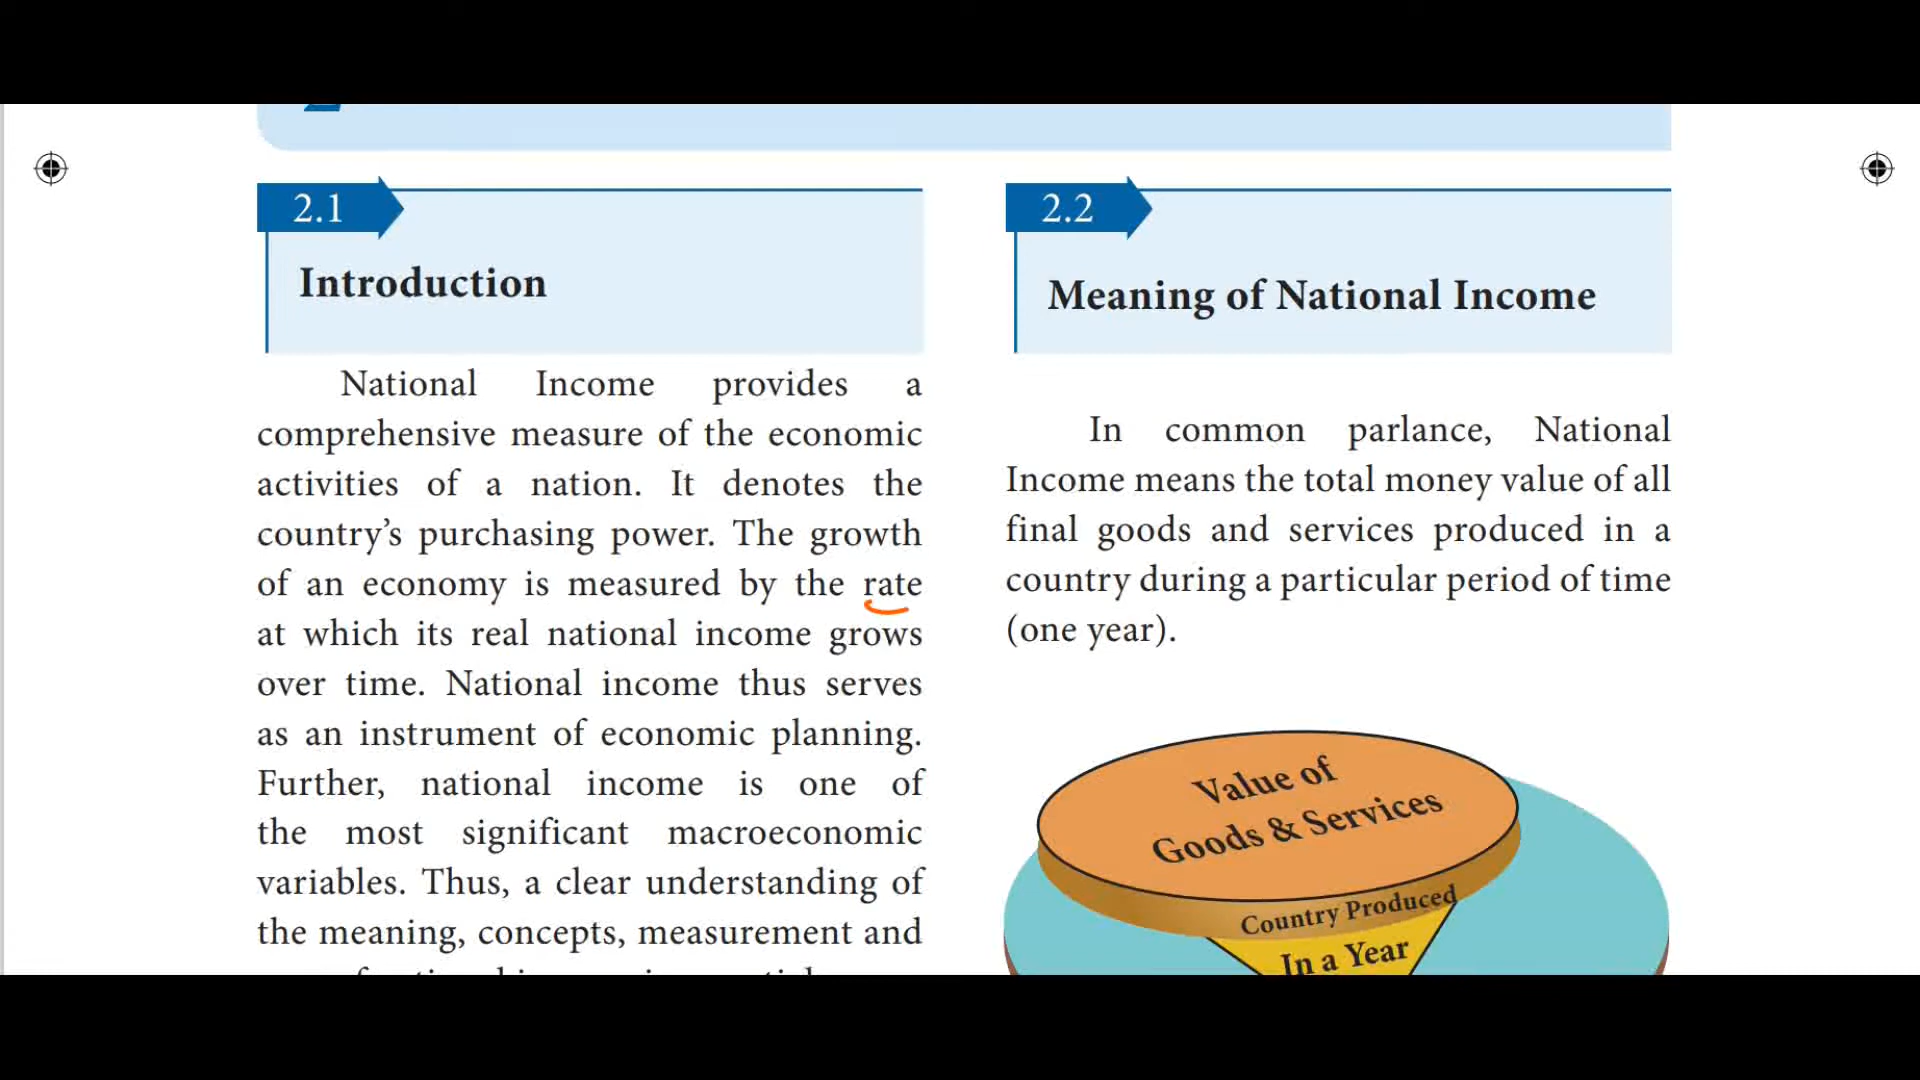 2.1
Introduction
National Income provides a
comprehensive measure of the economic
activities of a nation. It denotes the
country’s purchasing power. The growth
of an economy is measured by the rate
at which its real national income grows
over time. National income thus serves
as an instrument of economic planning.
Further, national income is one of
the most significant macroeconomic
variables. Thus, a clear understanding of
the meaning, concepts, measurement and
2.2
Meaning of National Income
In common parlance, National
Income means the total money value of all
final goods and services produced in a
country during a particular period of time
(one year).
Value of
Goods & Services
Country Produced
In a Year